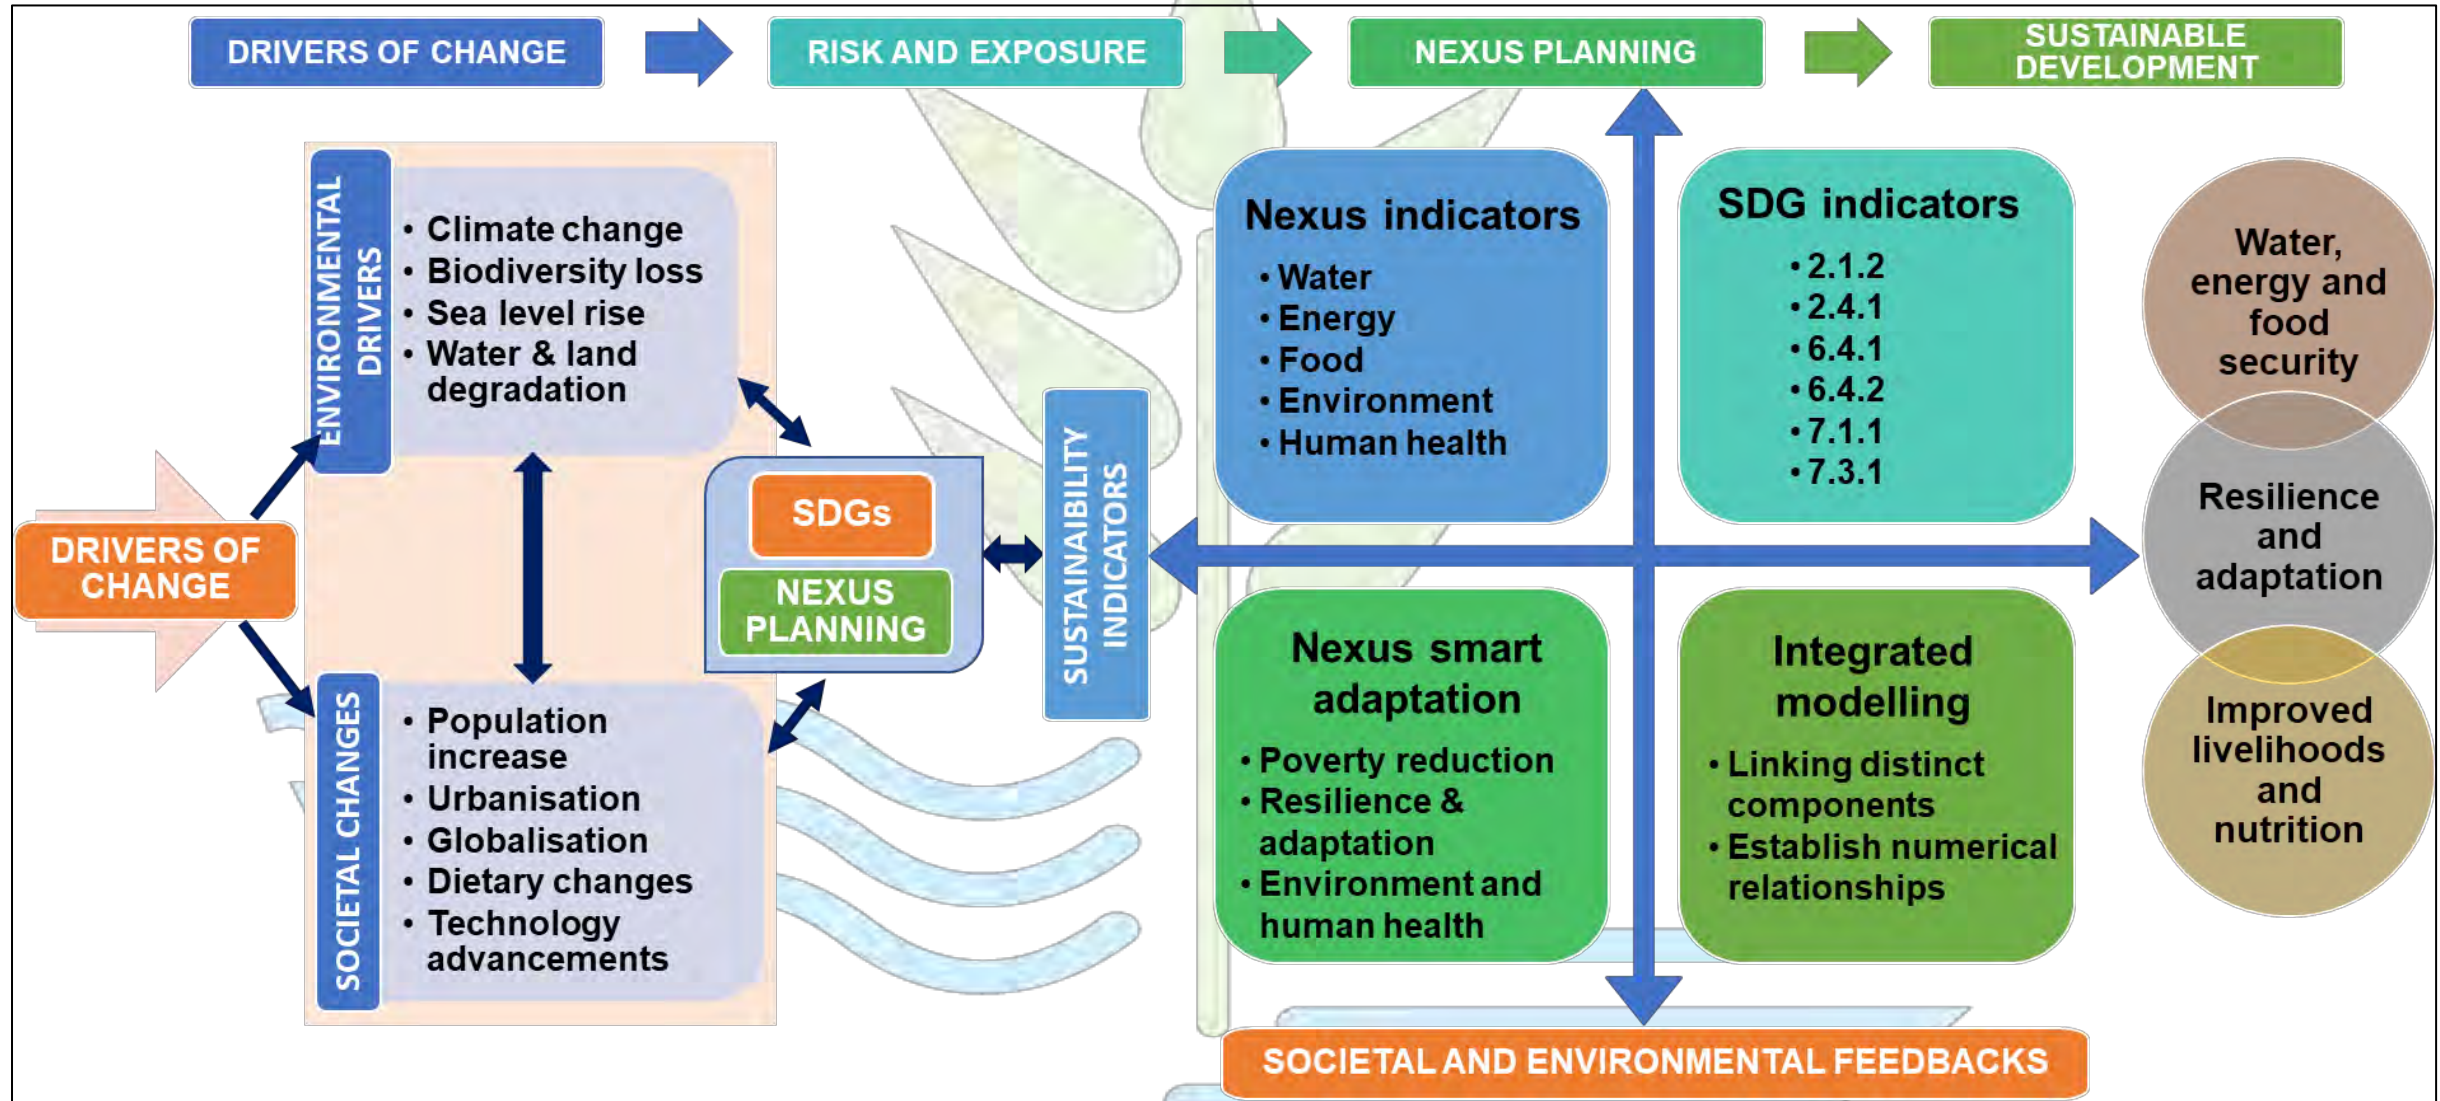 DRIVERS OF CHANGE
RISK AND EXPOSURE
NEXUS PLANNING
SUSTAINABLE
DEVELOPMENT
DRIVERS OF
CHANGE
ENVIRONMENTAL
DRIVERS
• Climate change
• Biodiversity loss
• Sea level rise
• Water & land
degradation
SOCIETAL CHANGES
• Population
increase
• Urbanisation
• Globalisation
• Dietary changes
• Technology
advancements
SDGs
NEXUS
PLANNING
SUSTAINAIBILITY
INDICATORS
Nexus indicators
• Water
• Energy
• Food
• Environment
• Human health
SDG indicators
• 2.1.2
• 2.4.1
• 6.4.1
• 6.4.2
• 7.1.1
• 7.3.1
Nexus smart
adaptation
• Poverty reduction
• Resilience &
adaptation
• Environment and
human health
Integrated
modelling
• Linking distinct
components
• Establish numerical
relationships
Water,
energy and
food
security
Resilience
and
adaptation
Improved
livelihoods
and
nutrition
SOCIETAL AND ENVIRONMENTAL FEEDBACKS